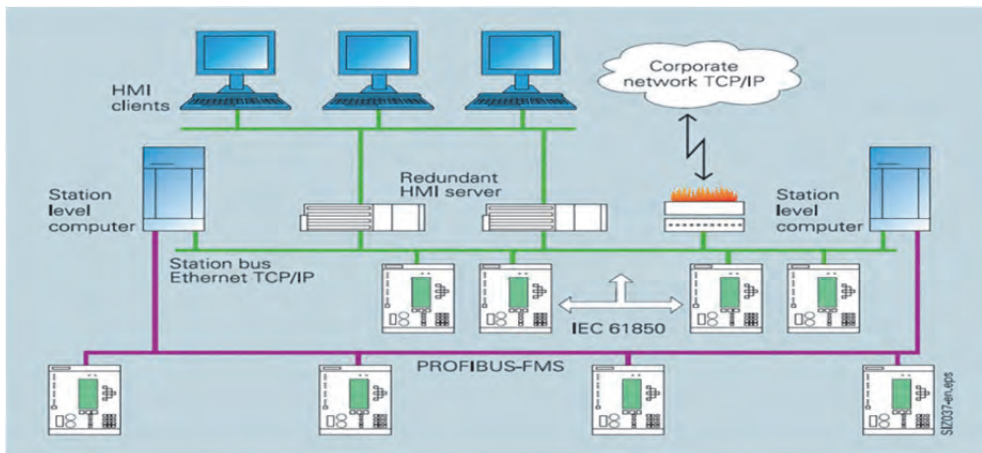 HMI
clients
Corporate
network TCP/IP
Redundant
HMI server
Station
level
computer
Station
level
computer
Station bus
Ethernet TCP/IP
IEC 61850
PROFIBUS-FMS
SIZ037-en.eps